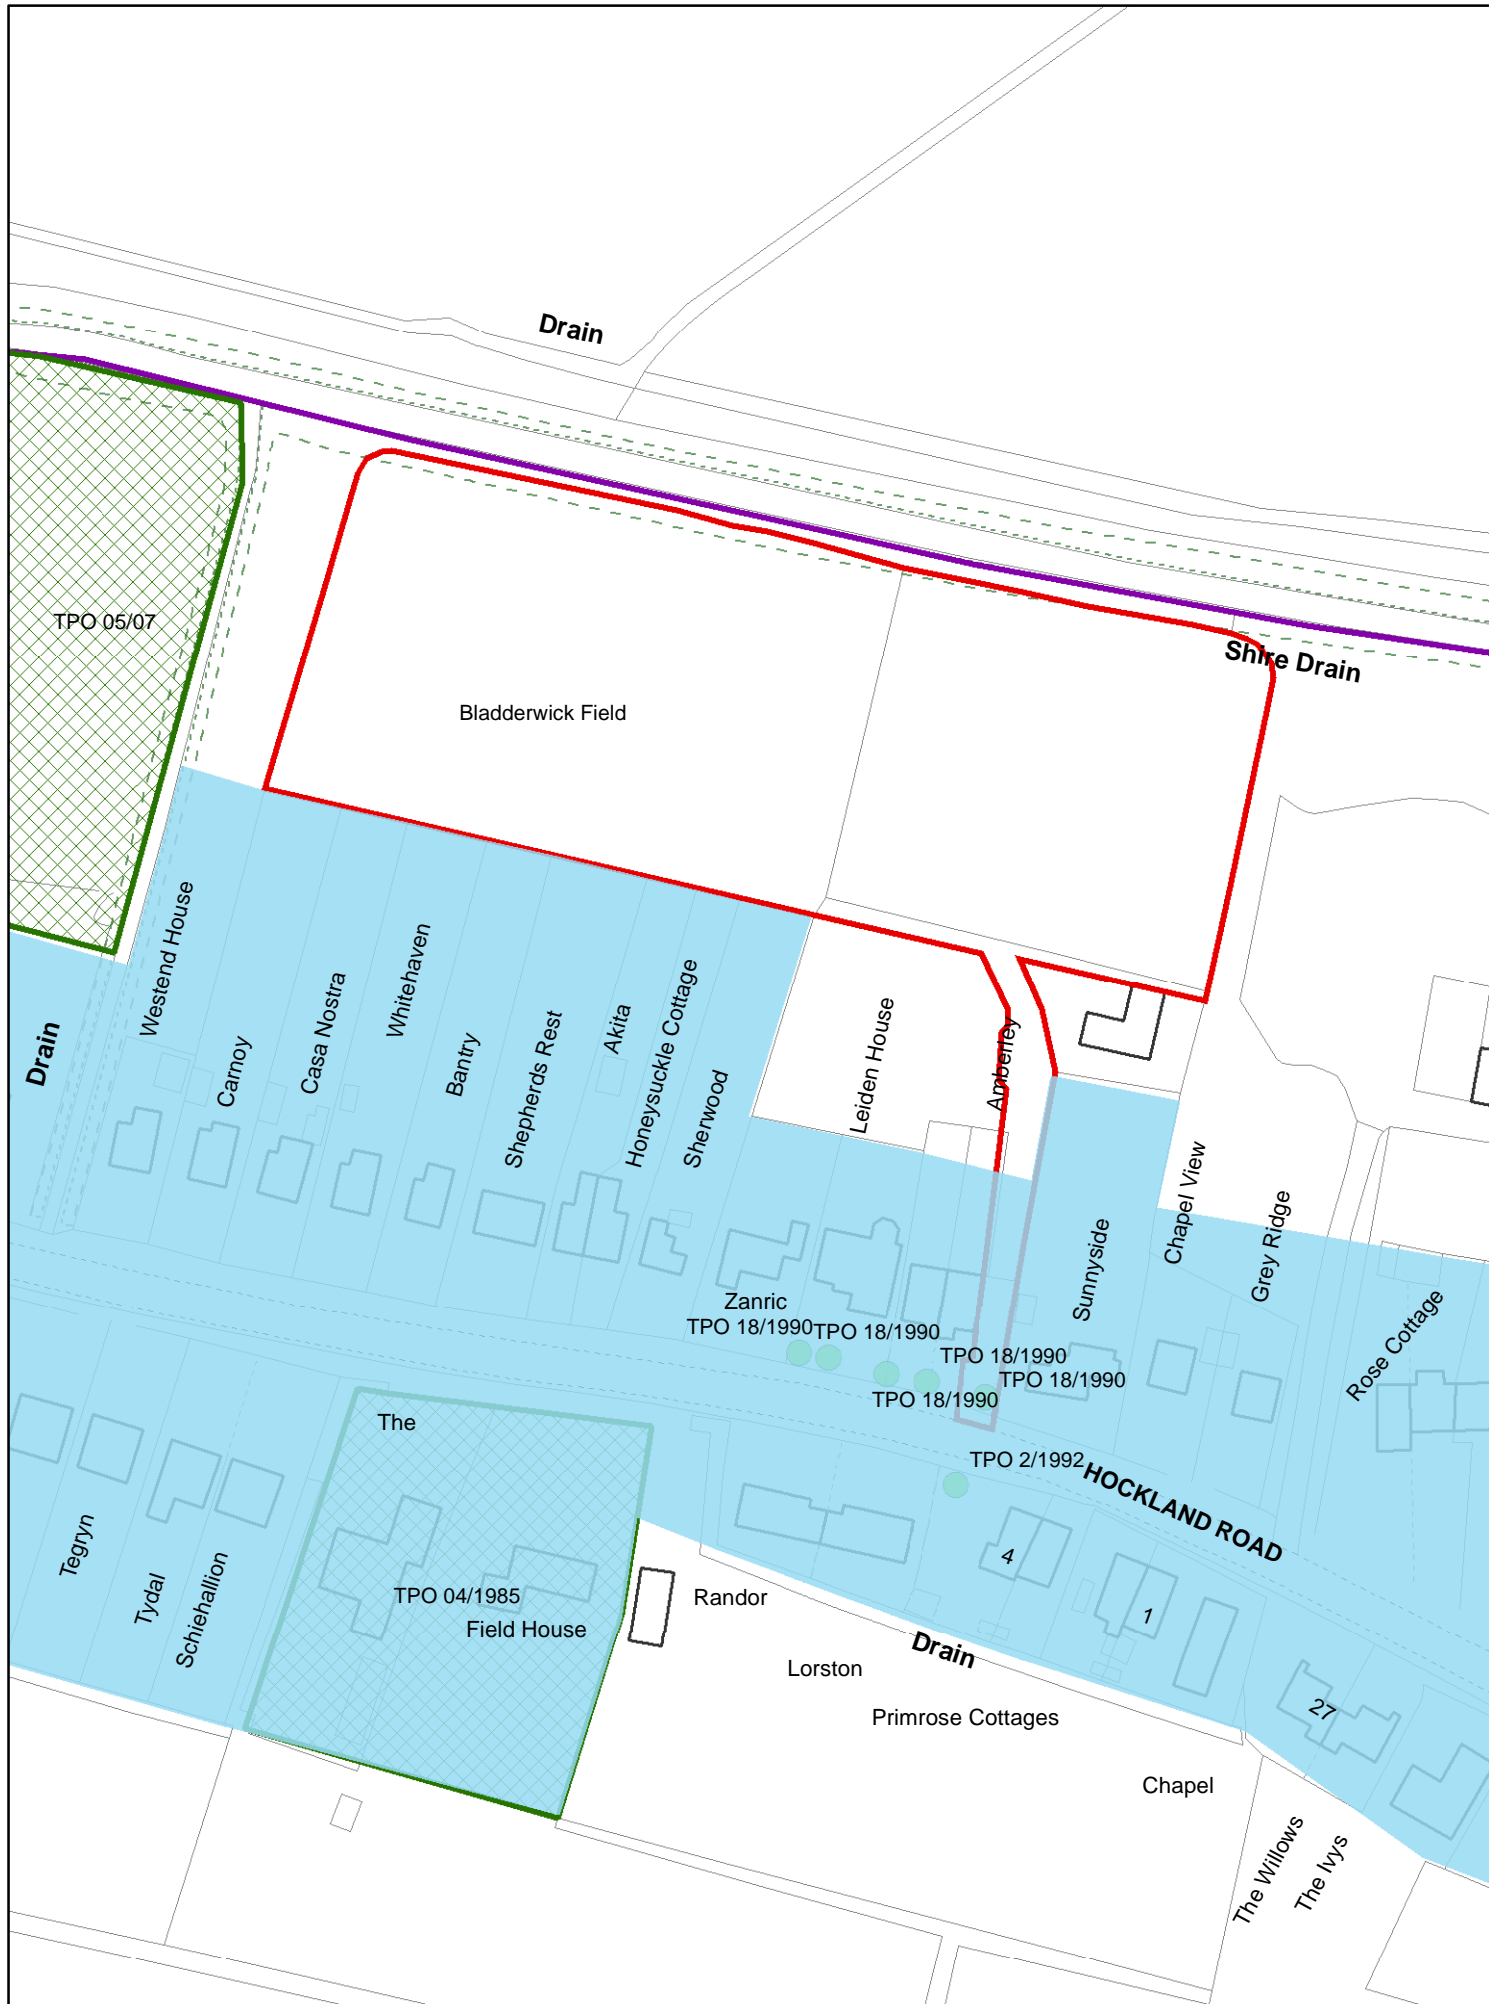 Drain
TPO 05/07
Shire Drain
Bladderwick Field
Westend House
Carnoy
Casa Nostra
Whitehaven
Bantry
Shepherds Rest
Akita
Honeysuckle Cottage
Sherwood
Leiden House
Amberley
Drain
Sunnyside
Chapel View
Grey Ridge
Rose Cottage
Zanric
TPO 18/1990
TPO 18/1990
TPO 18/1990
TPO 18/1990
TPO 18/1990
The
TPO 2/1992
HOCKLAND ROAD
Tegryn
Tydal
Schiehallion
TPO 04/1985
Field House
Randor
4
1
Drain
Lorston
Primrose Cottages
27
Chapel
The Willows
The Ivys